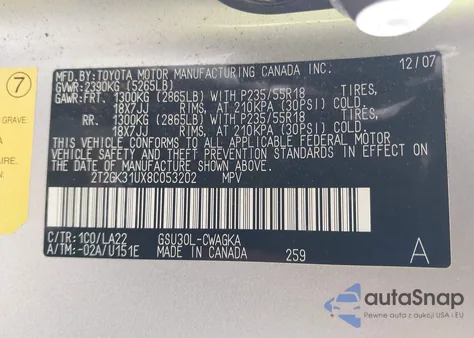 MFD. BY: TOYOTA MOTOR MANUFACTURING CANADA INC. 12/07
GVWR: 2390KG (5265LB)
GAWR: FRT. 1300KG (2865LB) WITH P235/55R18 TIRES,
18X7JJ RIMS, AT 210KPA (30PSI) COLD.
RR. 1300KG (2865LB) WITH P235/55R18 TIRES,
18X7JJ RIMS, AT 210KPA (30PSI) COLD.
THIS VEHICLE CONFORMS TO ALL APPLICABLE FEDERAL MOTOR
VEHICLE SAFETY AND THEFT PREVENTION STANDARDS IN EFFECT ON
THE DATE OF MANUFACTURE SHOWN ABOVE.
2T2GK31UX8C053202 MPV
C/TR: 1C0/LA22 GSU30L-CWAGKA
A/TM: -02A/U151E MADE IN CANADA 259 A
7
GRAVE
AIRE
EN
autoSnap
Pewne auta z aukcji USA i EU